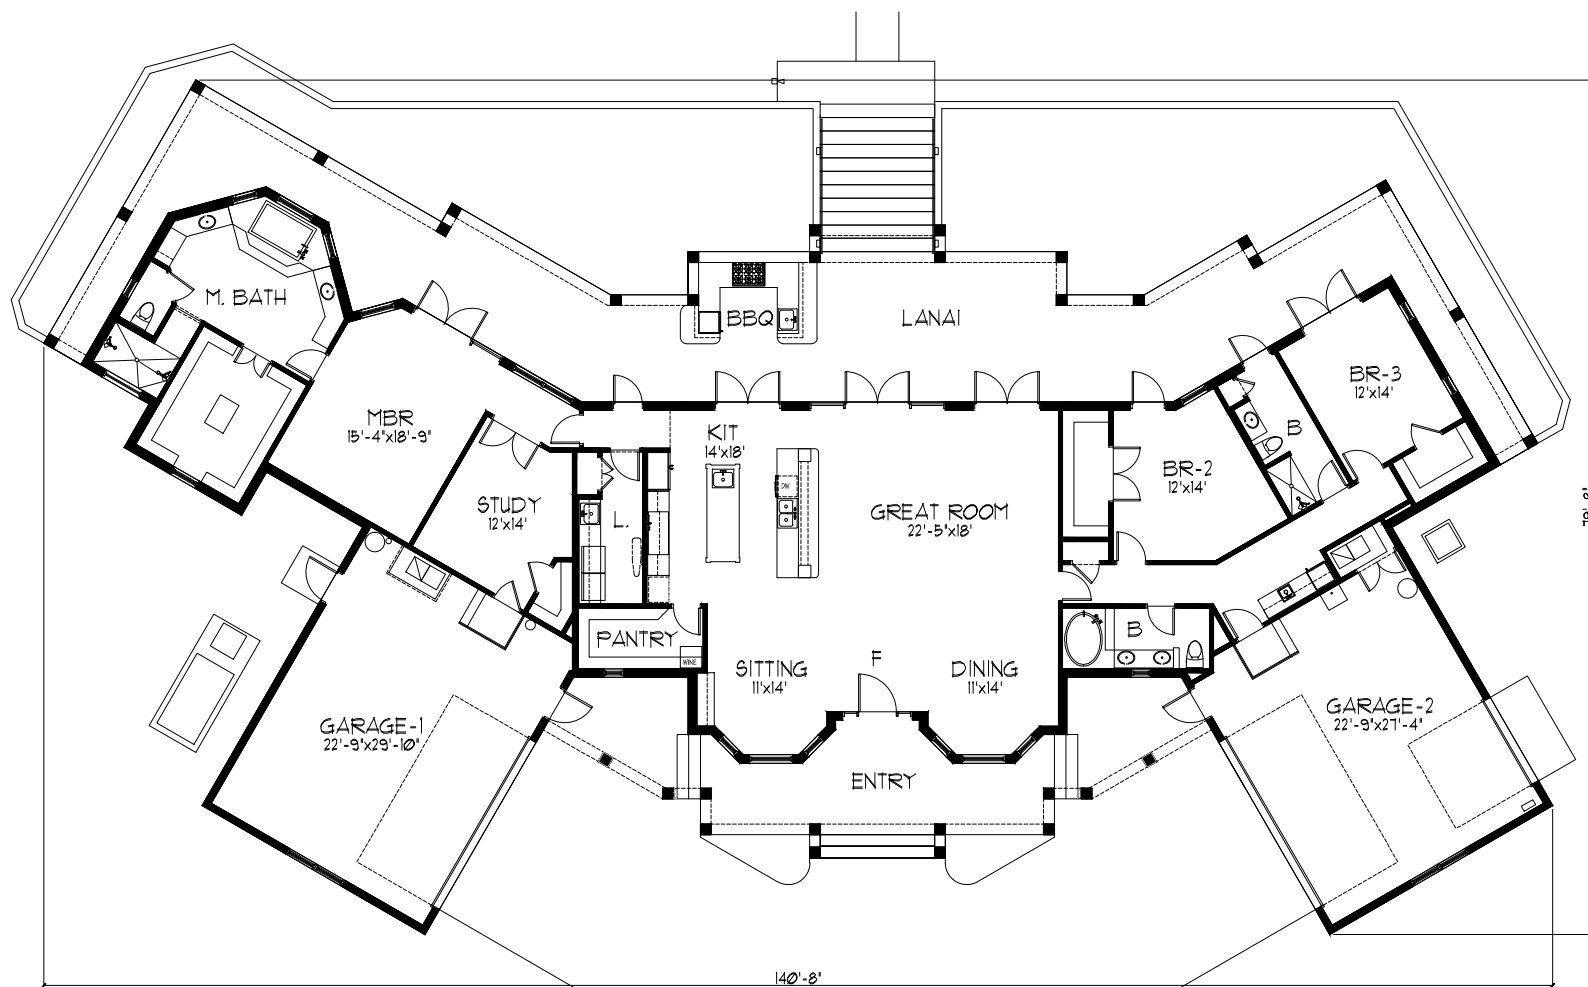 M. BATH
BBQ
LANAI
BR-3
12'x14'
MBR
15'-4"x18'-9"
KIT
14'x18'
B
BR-2
12'x14'
DW
STUDY
12'x14'
L.
GREAT ROOM
22'-5"x18'
PANTRY
WINE
B
SITTING
11'x14'
F
DINING
11'x14'
GARAGE-1
22'-9"x29'-10"
GARAGE-2
22'-9"x27'-4"
ENTRY
140'-8"